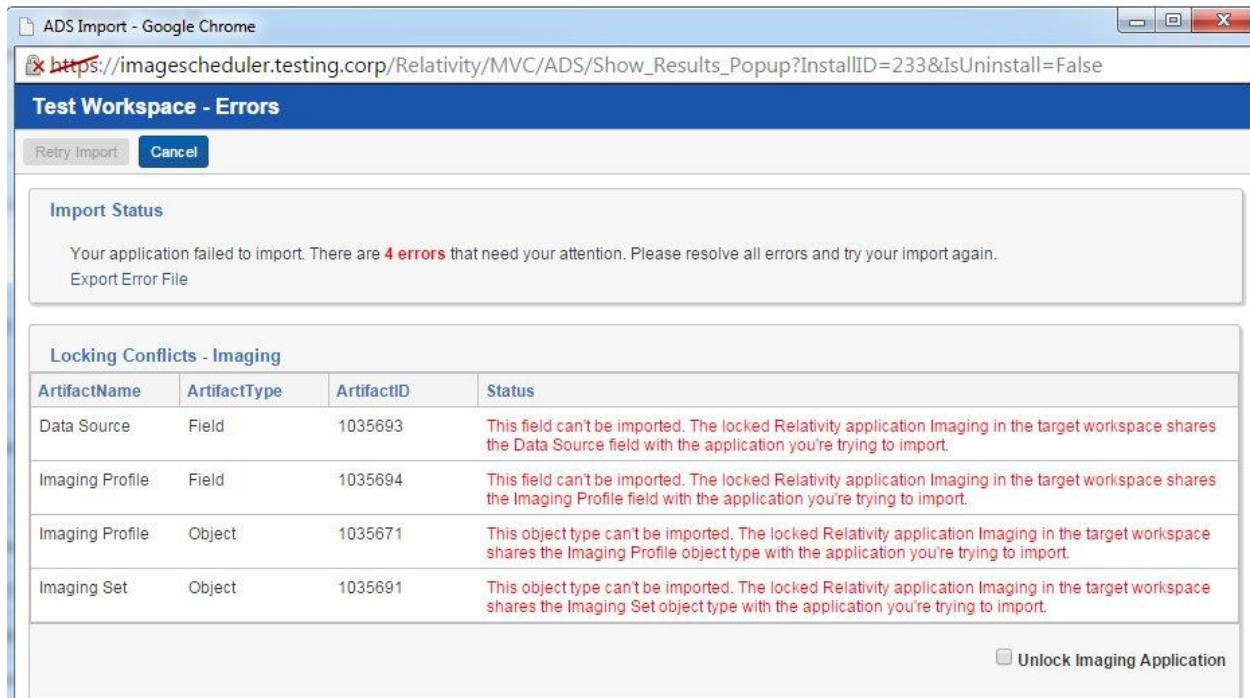 ADS Import - Google Chrome
https://imagescheduler.testing.corp/Relativity/MVC/ADS/Show_Results_Popup?InstallID=233&IsUninstall=False
Test Workspace - Errors
Retry Import Cancel
Import Status
Your application failed to import. There are 4 errors that need your attention. Please resolve all errors and try your import again.
Export Error File
Locking Conflicts - Imaging
ArtifactName ArtifactType ArtifactID Status
Data Source Field 1035693 This field can't be imported. The locked Relativity application Imaging in the target workspace shares
the Data Source field with the application you're trying to import.
Imaging Profile Field 1035694 This field can't be imported. The locked Relativity application Imaging in the target workspace shares
the Imaging Profile field with the application you're trying to import.
Imaging Profile Object 1035671 This object type can't be imported. The locked Relativity application Imaging in the target workspace
shares the Imaging Profile object type with the application you're trying to import.
Imaging Set Object 1035691 This object type can't be imported. The locked Relativity application Imaging in the target workspace
shares the Imaging Set object type with the application you're trying to import.
Unlock Imaging Application